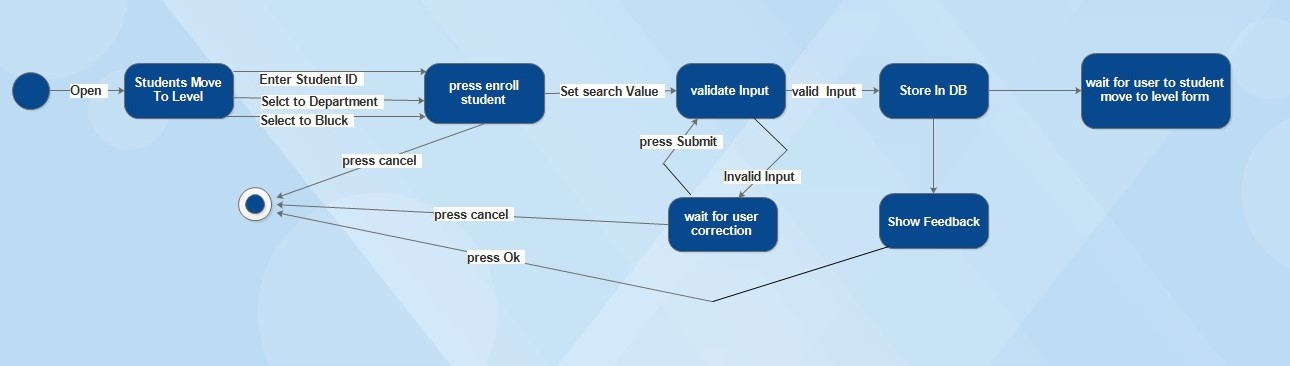 Open
Students Move
To Level
Enter Student ID
Selct to Department
Select to Bluck
press enroll
student
Set search Value
validate Input
valid Input
Store In DB
wait for user to student
move to level form
press cancel
press Submit
Invalid Input
press cancel
wait for user
correction
Show Feedback
press Ok